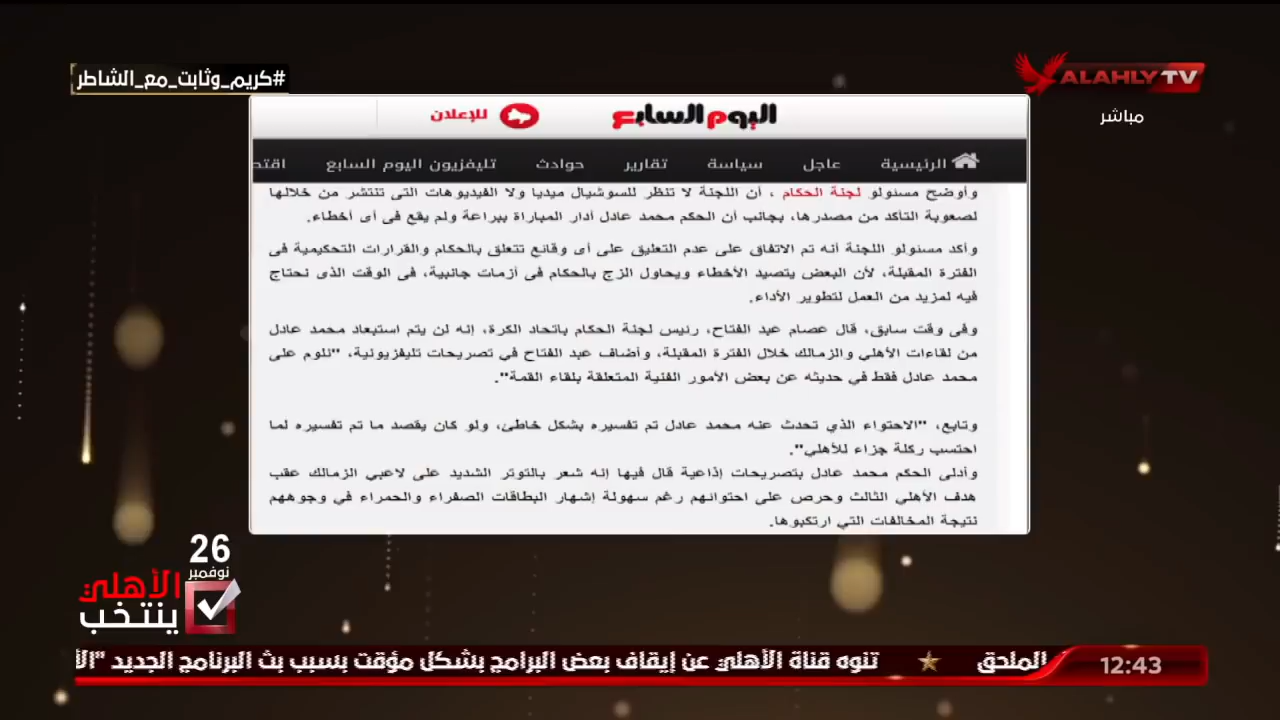 #كريم_وثابت_مع_الشاطر
ALAHLY TV
مباشر
اليوم السابع
للإعلان
الرئيسية عاجل سياسة تقارير حوادث تليفزيون اليوم السابع اقتص
وأوضح مسئولو لجنة الحكام ، أن اللجنة لا تنظر للسوشيال ميديا ولا الفيديوهات التى تنتشر من خلالها
لصعوبة التأكد من مصدرها، بجانب أن الحكم محمد عادل أدار المباراة ببراعة ولم يقع فى أى أخطاء.
وأكد مسئولو اللجنة أنه تم الاتفاق على عدم التعليق على أى وقائع تتعلق بالحكام والقرارات التحكيمية فى
الفترة المقبلة، لأن البعض يتصيد الأخطاء ويحاول الزج بالحكام فى أزمات جانبية، فى الوقت الذى نحتاج
فيه لمزيد من العمل لتطوير الأداء.
وفى وقت سابق، قال عصام عبد الفتاح، رئيس لجنة الحكام باتحاد الكرة، إنه لن يتم استبعاد محمد عادل
من لقاءات الأهلي والزمالك خلال الفترة المقبلة، وأضاف عبد الفتاح في تصريحات تليفزيونية، "نلوم على
محمد عادل فقط في حديثه عن بعض الأمور الفنية المتعلقة بلقاء القمة".
وتابع، "الاحتواء الذي تحدث عنه محمد عادل تم تفسيره بشكل خاطئ، ولو كان يقصد ما تم تفسيره لما
احتسب ركلة جزاء للأهلي".
وأدلى الحكم محمد عادل بتصريحات إذاعية قال فيها إنه شعر بالتوتر الشديد على لاعبي الزمالك عقب
هدف الأهلي الثالث وحرص على احتوائهم رغم سهولة إشهار البطاقات الصفراء والحمراء في وجوههم
نتيجة المخالفات التي ارتكبوها.
26
نوفمبر
الأهلي
ينتخب
الملحق ★ تنوه قناة الأهلي عن إيقاف بعض البرامج بشكل مؤقت بسبب بث البرنامج الجديد "الأ
12:43